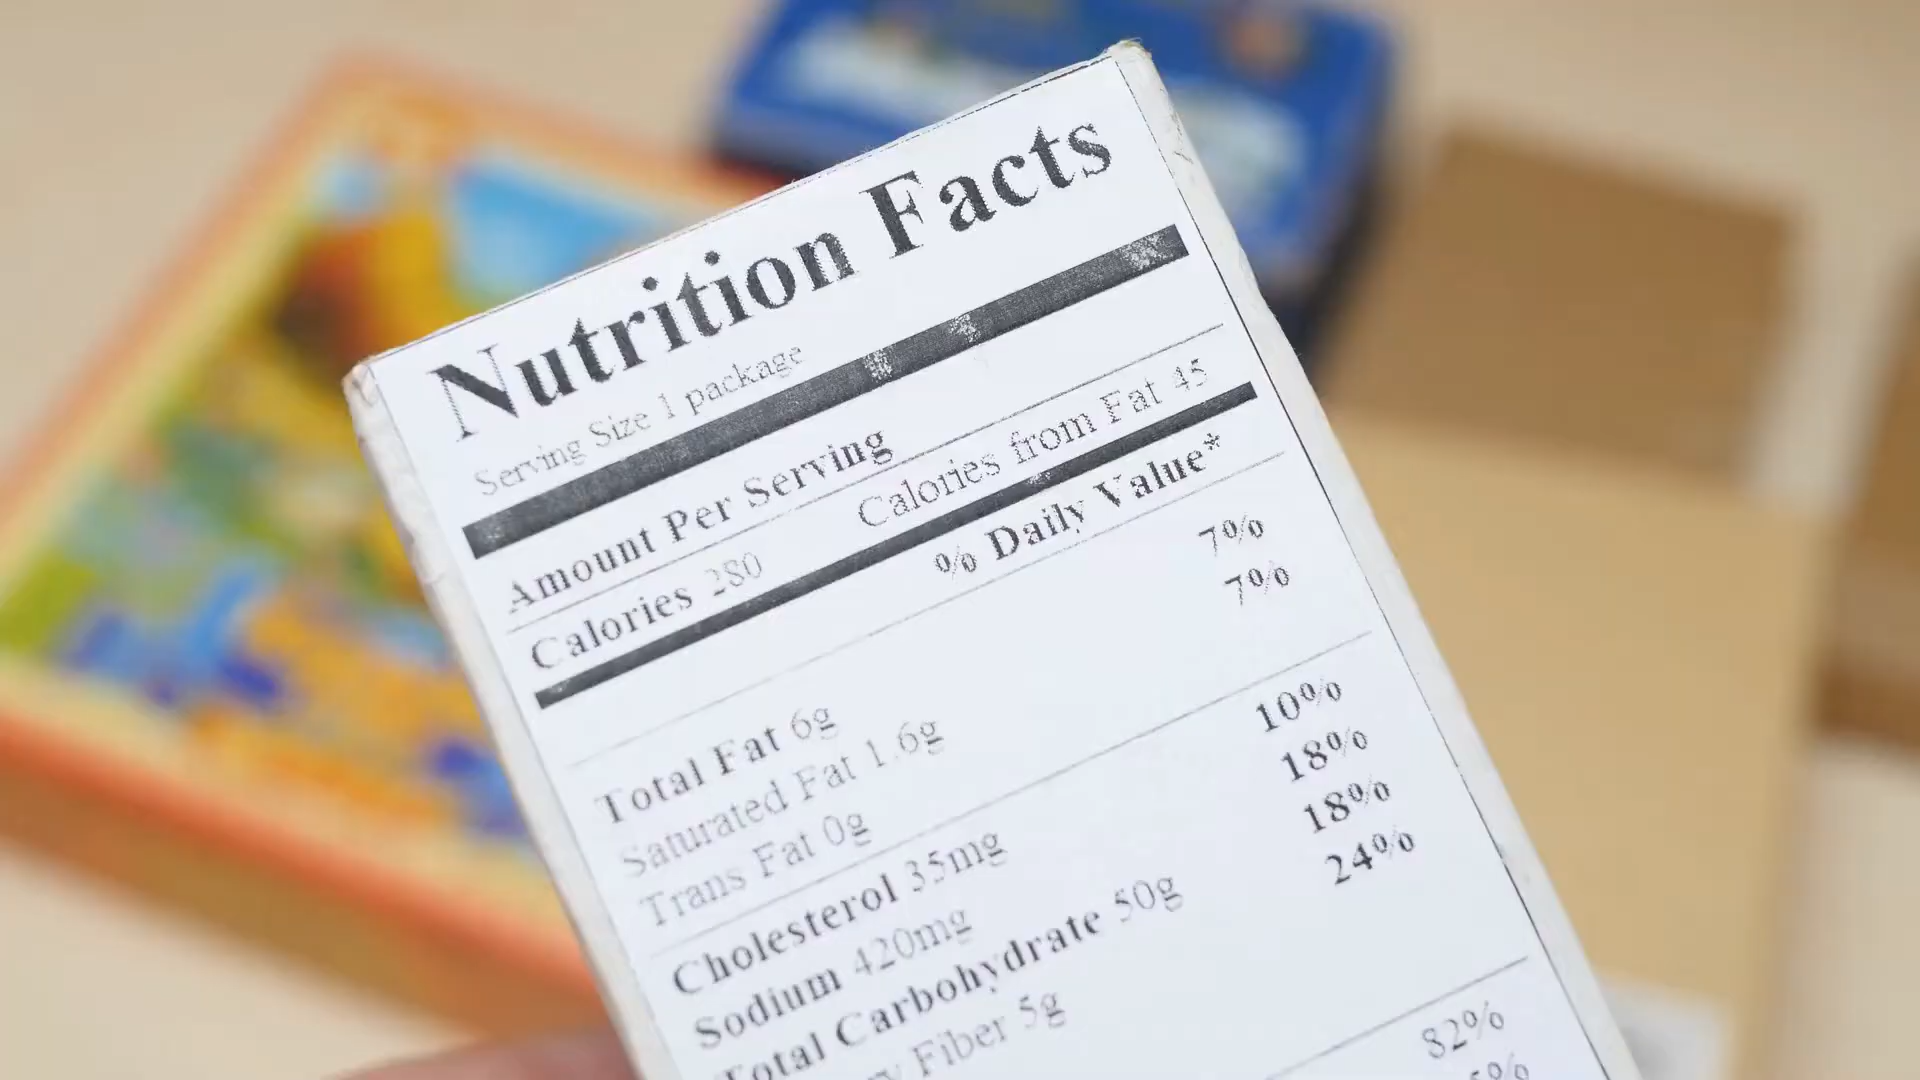 Nutrition Facts
Serving Size 1 package
Amount Per Serving
Calories 280 Calories from Fat 45
% Daily Value*
Total Fat 6g 7%
Saturated Fat 1.6g 7%
Trans Fat 0g
Cholesterol 35mg 10%
Sodium 420mg 18%
Total Carbohydrate 50g 18%
Fiber 5g 24%
82%